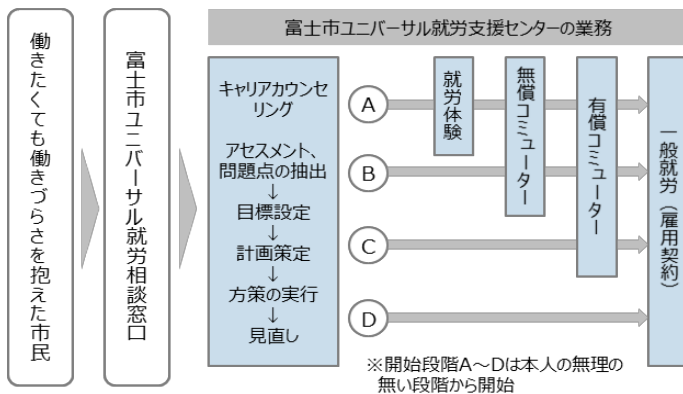 働きたくても働きづらさを抱えた市民
富士市ユニバーサル就労相談窓口
富士市ユニバーサル就労支援センターの業務
キャリアカウンセ
リング
アセスメント、
問題点の抽出
↓
目標設定
↓
計画策定
↓
方策の実行
↓
見直し
A
B
C
D
就労体験
無償コミューター
有償コミューター
一般就労（雇用契約）
※開始段階A～Dは本人の無理の
無い段階から開始